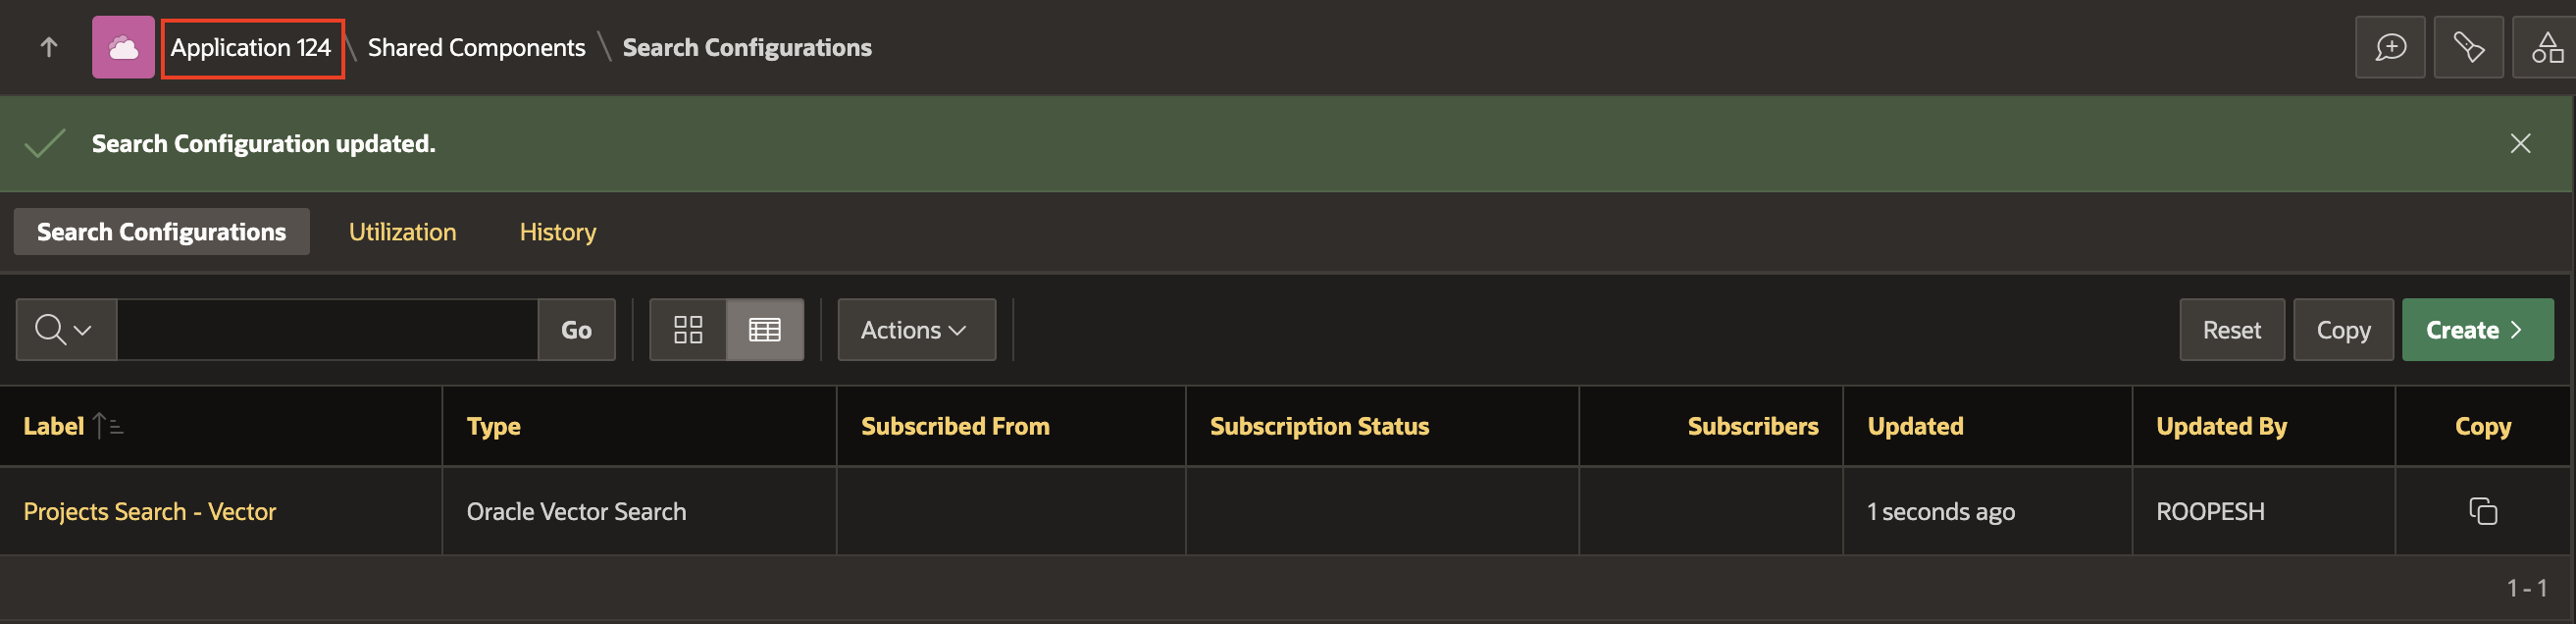 Application 124 \ Shared Components \ Search Configurations
Search Configuration updated.
Search Configurations Utilization History
Go Actions Reset Copy Create
Label Type Subscribed From Subscription Status Subscribers Updated Updated By Copy
Projects Search - Vector Oracle Vector Search 1 seconds ago ROOPESH
1 - 1